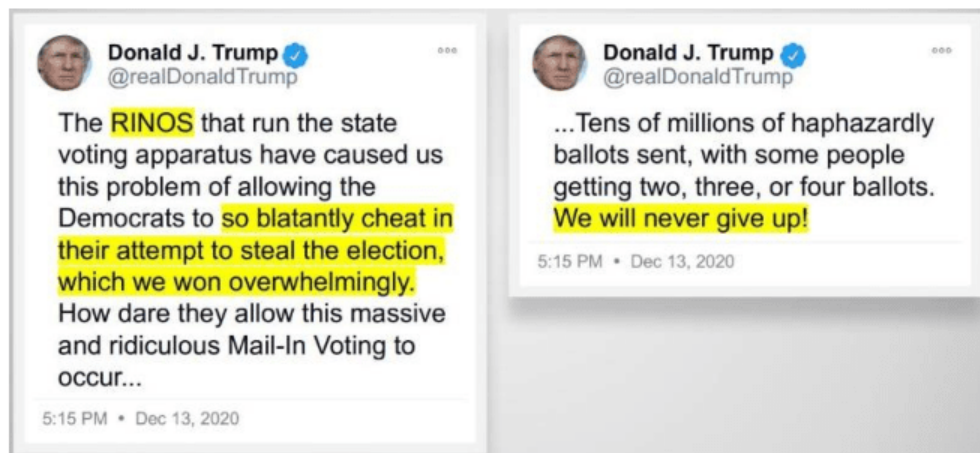 Donald J. Trump
@realDonaldTrump
The RINOS that run the state
voting apparatus have caused us
this problem of allowing the
Democrats to so blatantly cheat in
their attempt to steal the election,
which we won overwhelmingly.
How dare they allow this massive
and ridiculous Mail-In Voting to
occur...
5:15 PM • Dec 13, 2020
Donald J. Trump
@realDonaldTrump
...Tens of millions of haphazardly
ballots sent, with some people
getting two, three, or four ballots.
We will never give up!
5:15 PM • Dec 13, 2020